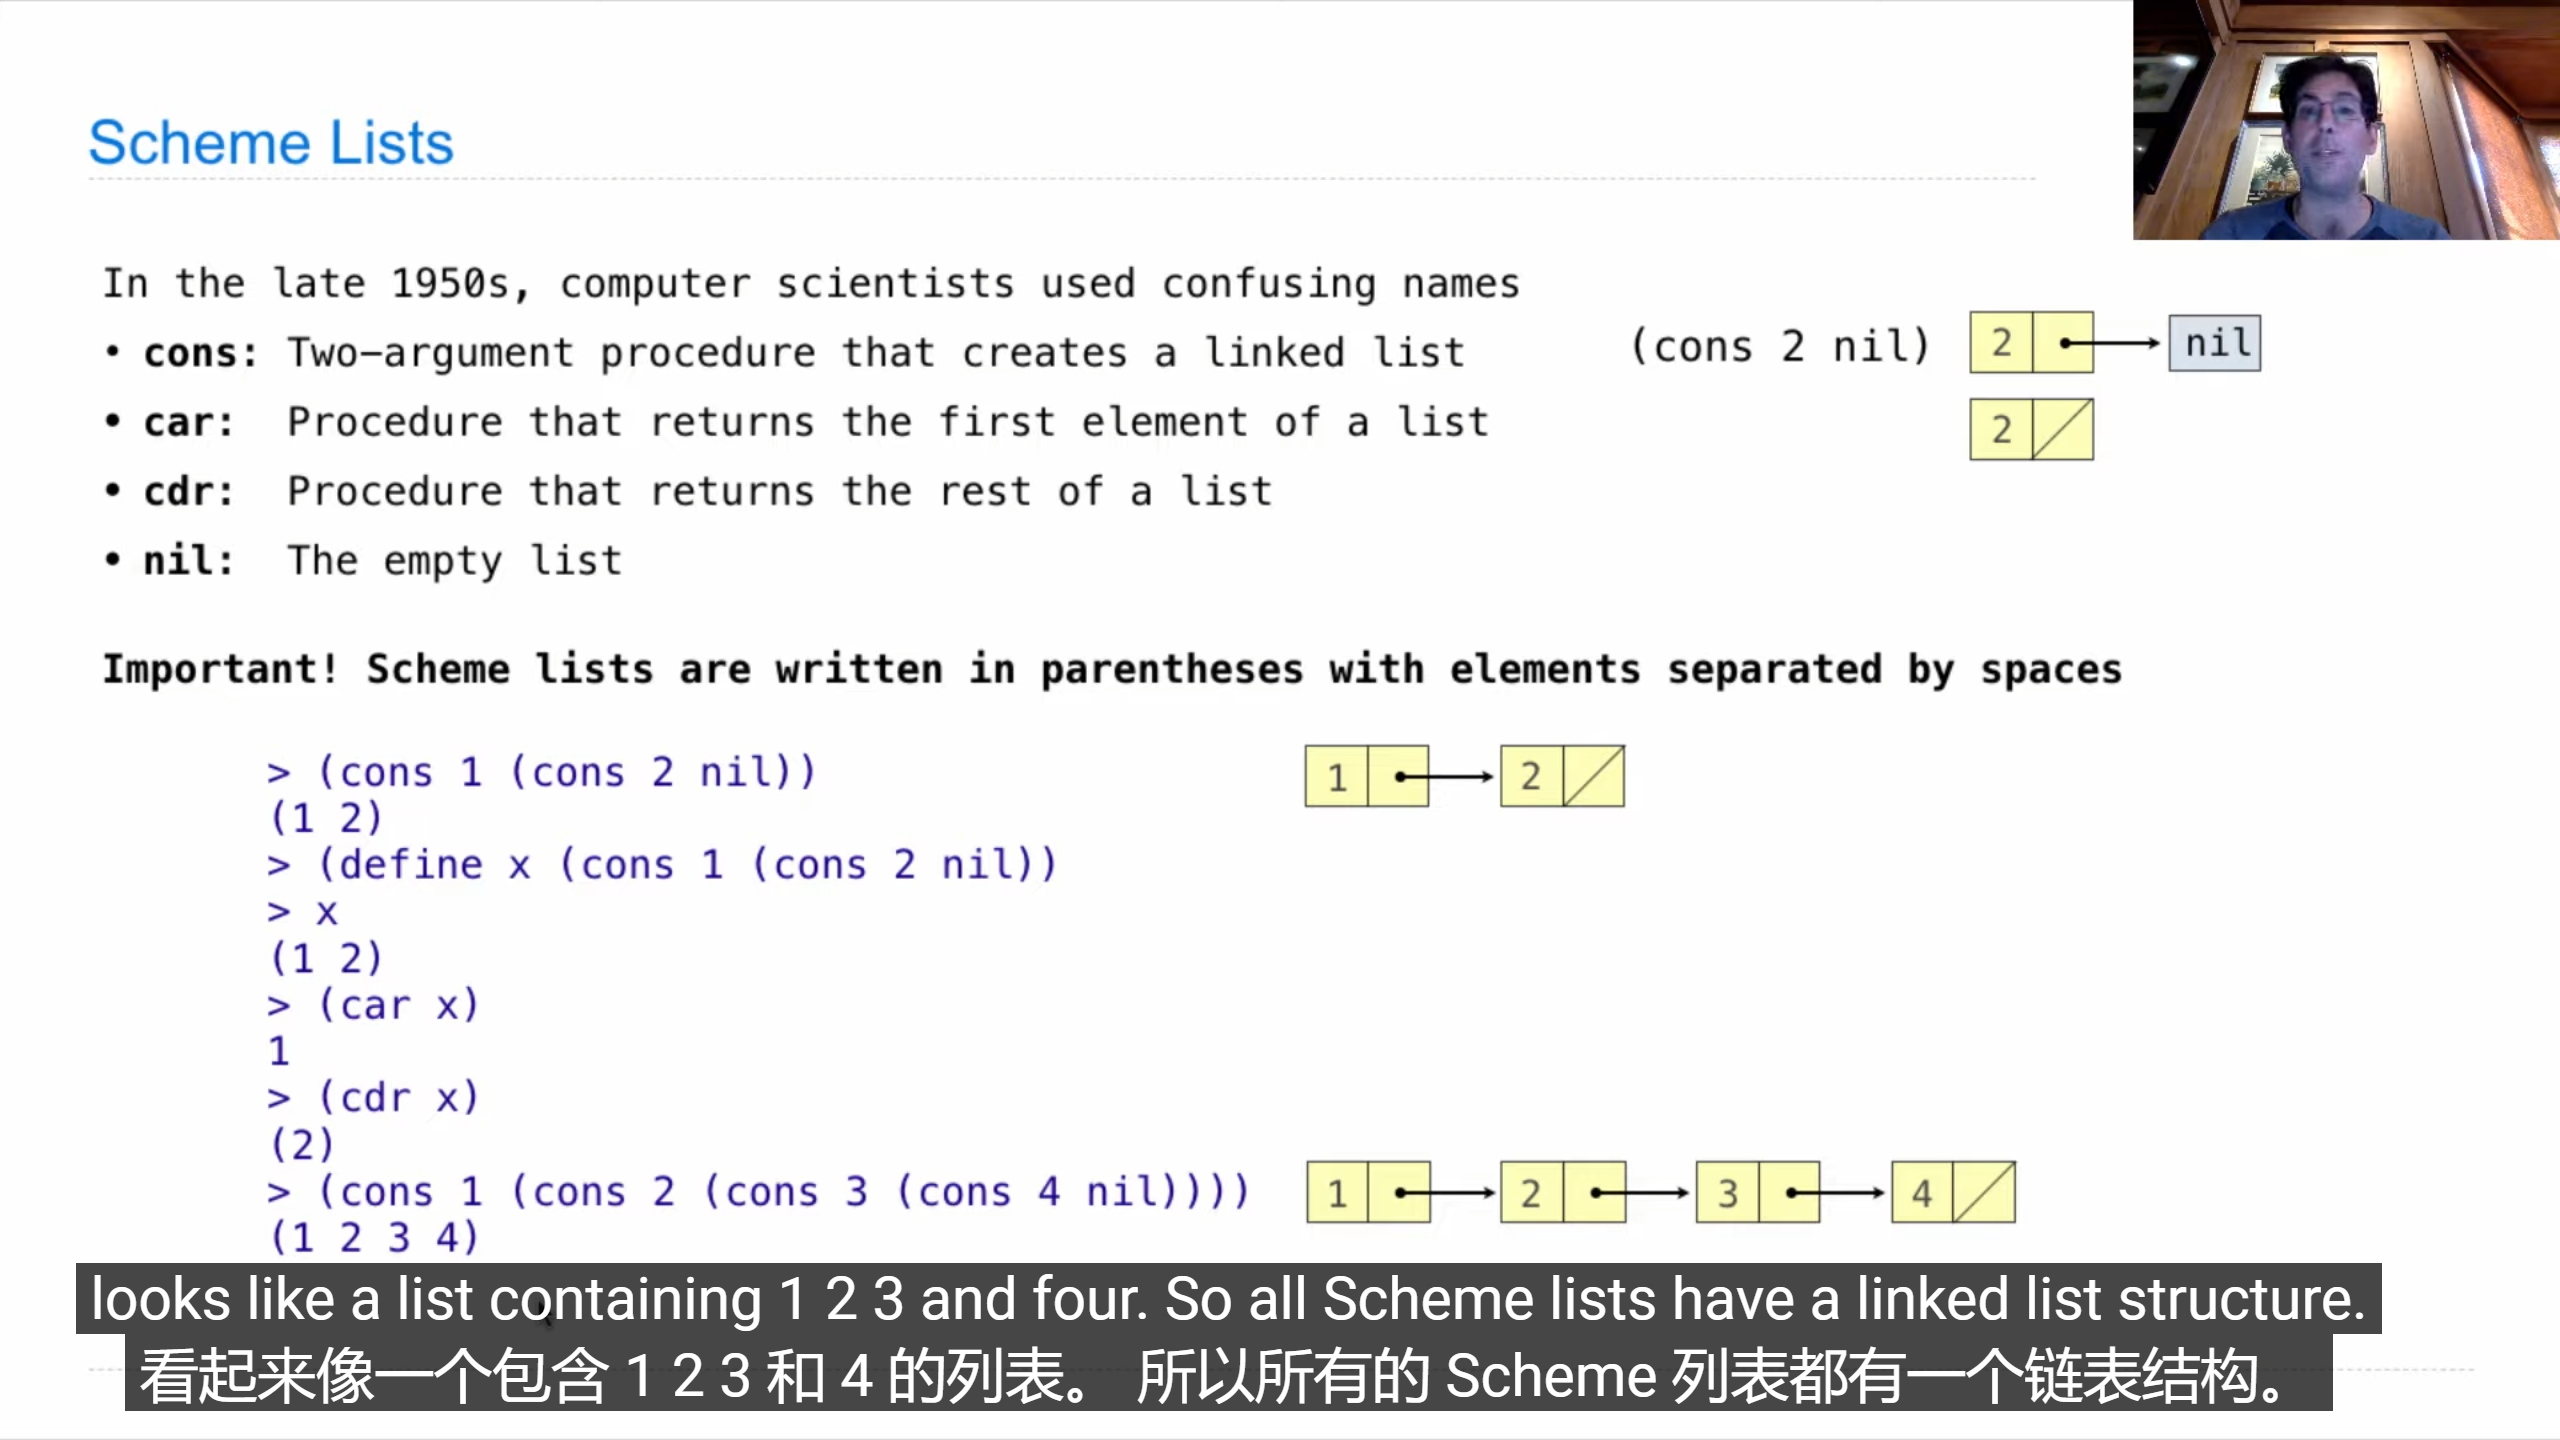 Scheme Lists
In the late 1950s, computer scientists used confusing names
• cons: Two-argument procedure that creates a linked list
• car: Procedure that returns the first element of a list
• cdr: Procedure that returns the rest of a list
• nil: The empty list
(cons 2 nil) 2 nil
2
Important! Scheme lists are written in parentheses with elements separated by spaces
> (cons 1 (cons 2 nil))
(1 2)
> (define x (cons 1 (cons 2 nil))
> x
(1 2)
> (car x)
1
> (cdr x)
(2)
> (cons 1 (cons 2 (cons 3 (cons 4 nil))))
(1 2 3 4)
1 2
1 2 3 4
looks like a list containing 1 2 3 and four. So all Scheme lists have a linked list structure.
看起来像一个包含 1 2 3 和 4 的列表。 所以所有的 Scheme 列表都有一个链表结构。